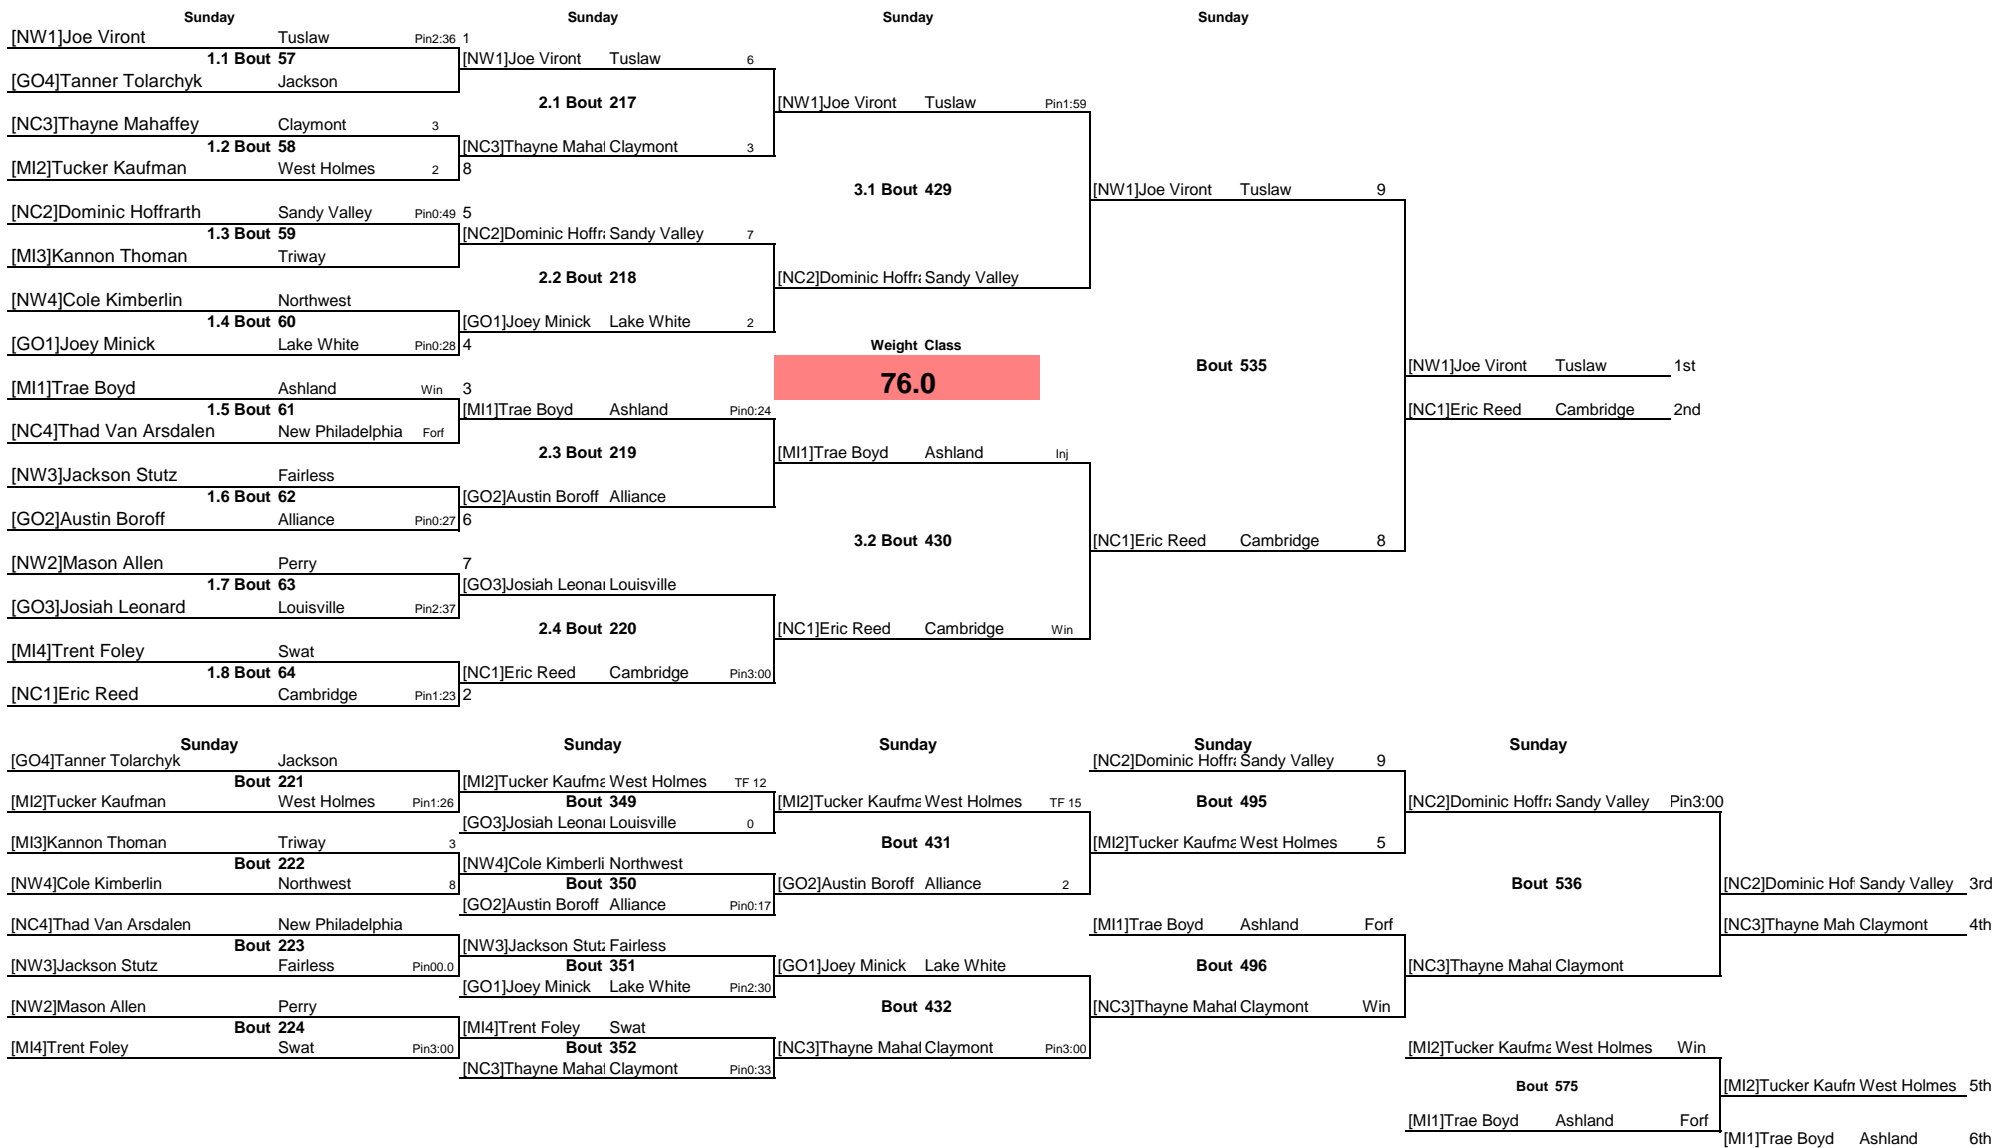 Sunday Sunday Sunday Sunday
[NW1]Joe Viront Tuslaw Pin2:36 1
1.1 Bout 57 [NW1]Joe Viront Tuslaw 6
[GO4]Tanner Tolarchyk Jackson
2.1 Bout 217 [NW1]Joe Viront Tuslaw Pin1:59
[NC3]Thayne Mahaffey Claymont 3
1.2 Bout 58 [NC3]Thayne Mahaf Claymont 3
[MI2]Tucker Kaufman West Holmes 2 8
3.1 Bout 429 [NW1]Joe Viront Tuslaw 9
[NC2]Dominic Hoffrarth Sandy Valley Pin0:49 5
1.3 Bout 59 [NC2]Dominic Hoffra Sandy Valley 7
[MI3]Kannon Thoman Triway
2.2 Bout 218 [NC2]Dominic Hoffra Sandy Valley
[NW4]Cole Kimberlin Northwest
1.4 Bout 60 [GO1]Joey Minick Lake White 2
[GO1]Joey Minick Lake White Pin0:28 4 Weight Class
Bout 535 [NW1]Joe Viront Tuslaw 1st
[MI1]Trae Boyd Ashland Win 3 76.0
1.5 Bout 61 [MI1]Trae Boyd Ashland Pin0:24 [NC1]Eric Reed Cambridge 2nd
[NC4]Thad Van Arsdalen New Philadelphia Forf
2.3 Bout 219 [MI1]Trae Boyd Ashland Inj
[NW3]Jackson Stutz Fairless
1.6 Bout 62 [GO2]Austin Boroff Alliance
[GO2]Austin Boroff Alliance Pin0:27 6
3.2 Bout 430 [NC1]Eric Reed Cambridge 8
[NW2]Mason Allen Perry 7
1.7 Bout 63 [GO3]Josiah Leonar Louisville
[GO3]Josiah Leonard Louisville Pin2:37
2.4 Bout 220 [NC1]Eric Reed Cambridge Win
[MI4]Trent Foley Swat
1.8 Bout 64 [NC1]Eric Reed Cambridge Pin3:00
[NC1]Eric Reed Cambridge Pin1:23 2
Sunday Sunday Sunday Sunday Sunday
[GO4]Tanner Tolarchyk Jackson [NC2]Dominic Hoffra Sandy Valley 9
Bout 221 [MI2]Tucker Kaufma West Holmes TF 12
[MI2]Tucker Kaufman West Holmes Pin1:26 Bout 349 [MI2]Tucker Kaufma West Holmes TF 15 Bout 495 [NC2]Dominic Hoffra Sandy Valley Pin3:00
[GO3]Josiah Leonar Louisville 0
[MI3]Kannon Thoman Triway 3 Bout 431 [MI2]Tucker Kaufma West Holmes 5
Bout 222 [NW4]Cole Kimberli Northwest
[NW4]Cole Kimberlin Northwest 8 Bout 350 [GO2]Austin Boroff Alliance 2 Bout 536 [NC2]Dominic Hof Sandy Valley 3rd
[GO2]Austin Boroff Alliance Pin0:17
[NC4]Thad Van Arsdalen New Philadelphia [MI1]Trae Boyd Ashland Forf [NC3]Thayne Mah Claymont 4th
Bout 223 [NW3]Jackson Stutz Fairless
[NW3]Jackson Stutz Fairless Pin00.0 Bout 351 [GO1]Joey Minick Lake White Bout 496 [NC3]Thayne Mahaf Claymont
[GO1]Joey Minick Lake White Pin2:30
[NW2]Mason Allen Perry Bout 432 [NC3]Thayne Mahaf Claymont Win
Bout 224 [MI4]Trent Foley Swat
[MI4]Trent Foley Swat Pin3:00 Bout 352 [NC3]Thayne Mahaf Claymont Pin3:00 [MI2]Tucker Kaufma West Holmes Win
[NC3]Thayne Mahaf Claymont Pin0:33
Bout 575 [MI2]Tucker Kaufm West Holmes 5th
[MI1]Trae Boyd Ashland Forf
[MI1]Trae Boyd Ashland 6th